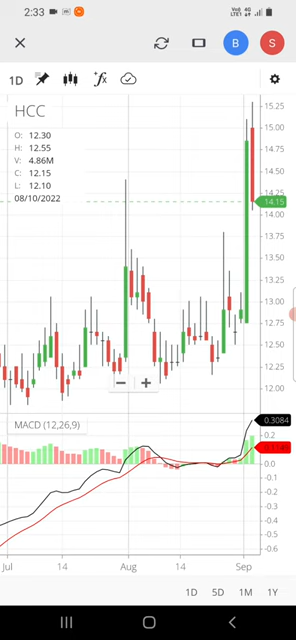 2:33
Vo)) 4G
LTE1
B
S
1D
fx
HCC
O: 12.30
H: 12.55
V: 4.86M
C: 12.15
L: 12.10
08/10/2022
15.25
15.00
14.75
14.50
14.15
14.00
13.75
13.50
13.25
13.00
12.75
12.50
12.25
12.00
MACD (12,26,9)
0.3084
0.2
0.0
-0.1
-0.2
-0.3
-0.4
-0.5
-0.6
Jul
14
Aug
14
Sep
1D 5D 1M 1Y